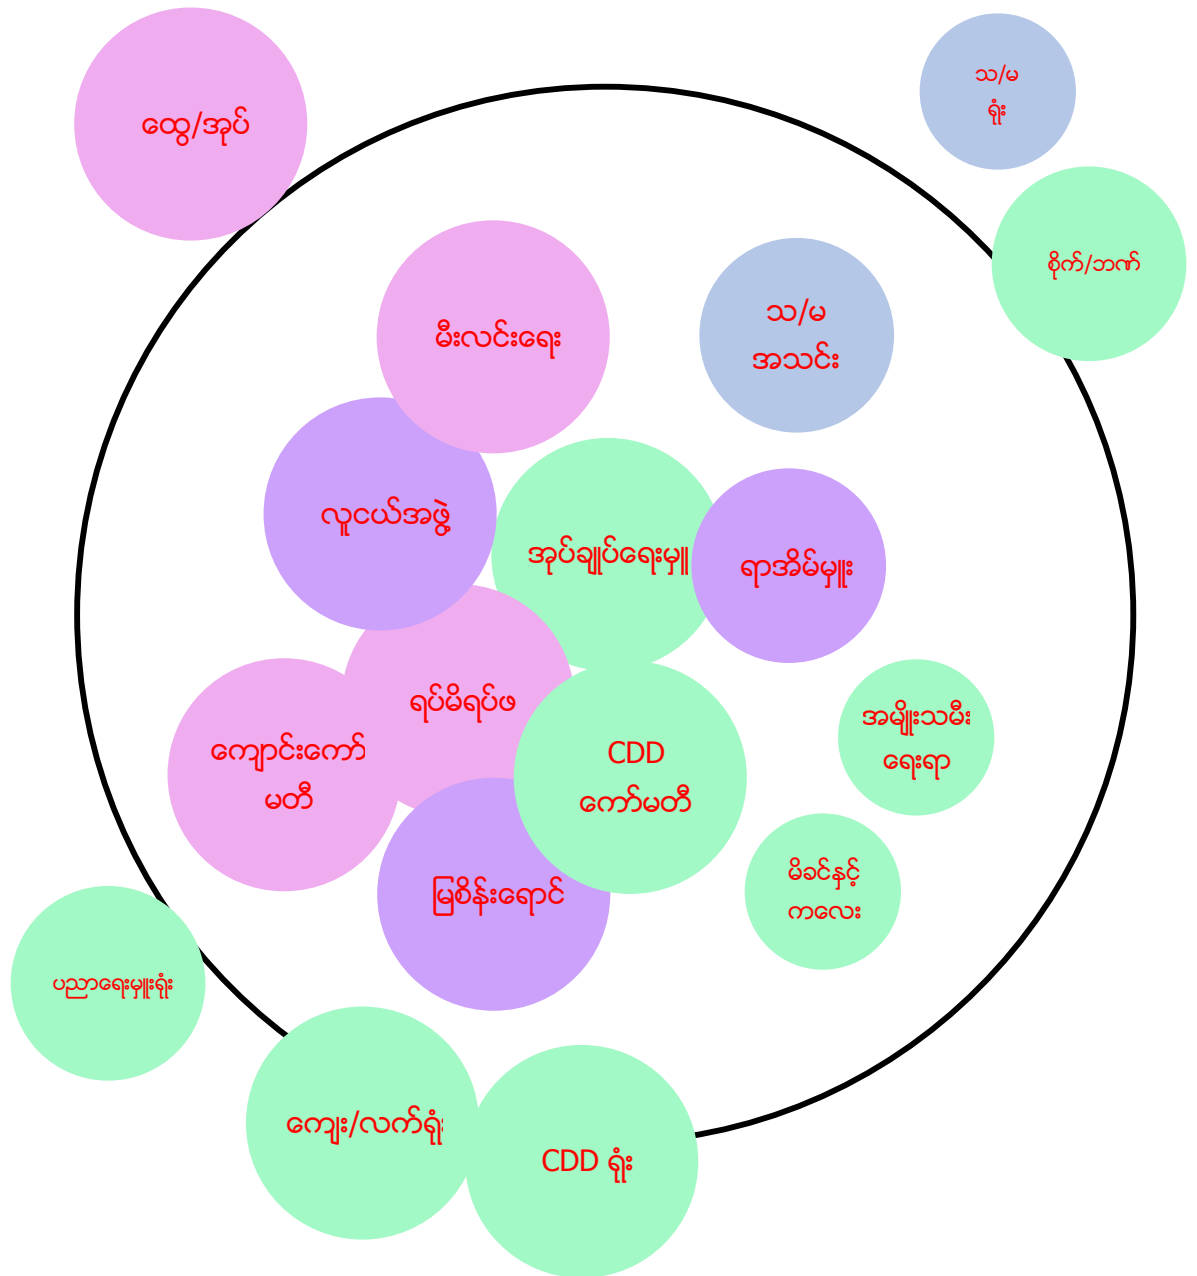 ထွေ/အုပ်
သ/မ
ရုံး
စိုက်/ဘဏ်
မီးလင်းရေး
သ/မ
အသင်း
လူငယ်အဖွဲ့
အုပ်ချုပ်ရေးမှူ
ရာအိမ်မှူး
ရပ်မိရပ်ဖ
ကျောင်းကော်
မတီ
CDD
ကော်မတီ
အမျိုးသမီး
ရေးရာ
မြစိမ်းရောင်
မိခင်နှင့်
ကလေး
ပညာရေးမှူးရုံး
ကျေး/လက်ရုံး
CDD ရုံး